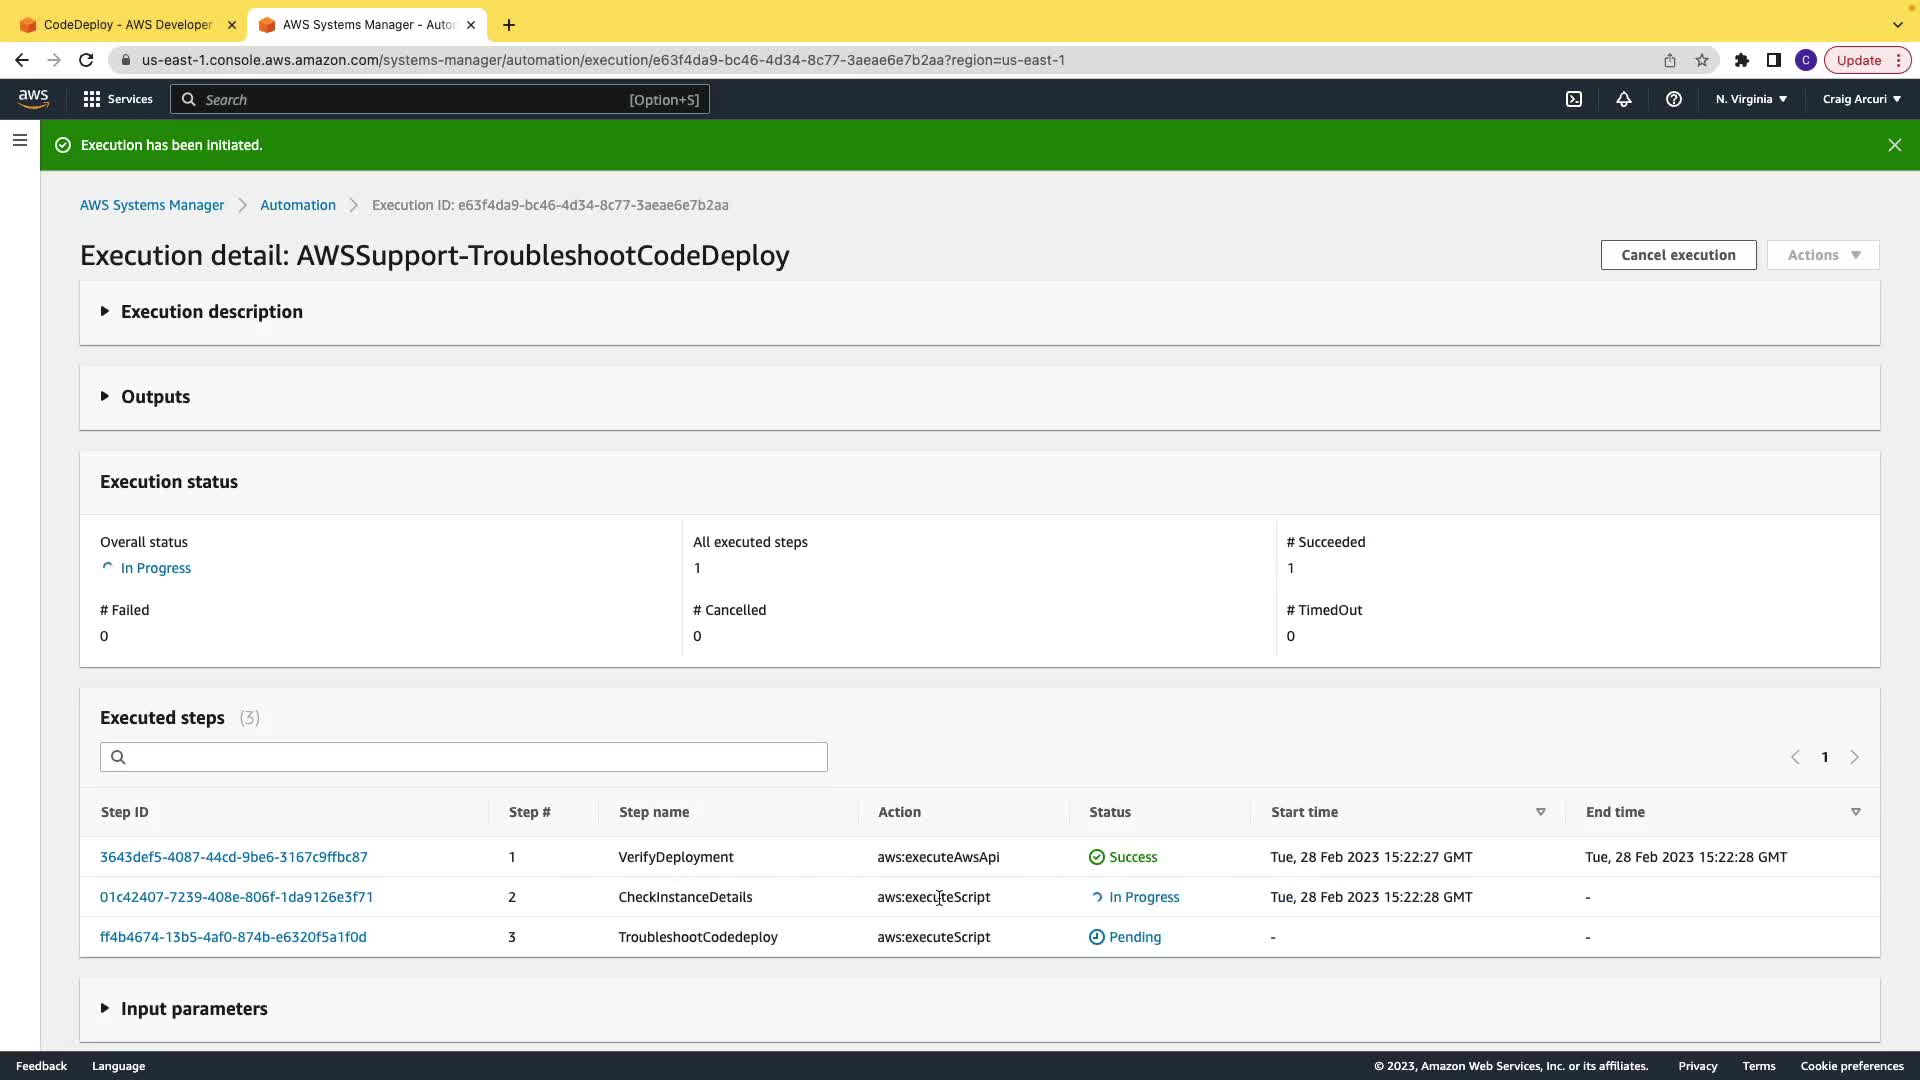 CodeDeploy - AWS Developer
AWS Systems Manager - Auto
us-east-1.console.aws.amazon.com/systems-manager/automation/execution/e63f4da9-bc46-4d34-8c77-3aeae6e7b2aa?region=us-east-1
C
Update
aws
Services
Search
[Option+S]
N. Virginia
Craig Arcuri
Execution has been initiated.
AWS Systems Manager
Automation
Execution ID: e63f4da9-bc46-4d34-8c77-3aeae6e7b2aa
Execution detail: AWSSupport-TroubleshootCodeDeploy
Cancel execution
Actions
Execution description
Outputs
Execution status
Overall status
All executed steps
# Succeeded
In Progress
1
1
# Failed
# Cancelled
# TimedOut
0
0
0
Executed steps (3)
1
Step ID Step # Step name Action Status Start time End time
3643def5-4087-44cd-9be6-3167c9ffbc87 1 VerifyDeployment aws:executeAwsApi Success Tue, 28 Feb 2023 15:22:27 GMT Tue, 28 Feb 2023 15:22:28 GMT
01c42407-7239-408e-806f-1da9126e3f71 2 CheckInstanceDetails aws:executeScript In Progress Tue, 28 Feb 2023 15:22:28 GMT -
ff4b4674-13b5-4af0-874b-e6320f5a1f0d 3 TroubleshootCodedeploy aws:executeScript Pending - -
Input parameters
Feedback
Language
© 2023, Amazon Web Services, Inc. or its affiliates.
Privacy
Terms
Cookie preferences